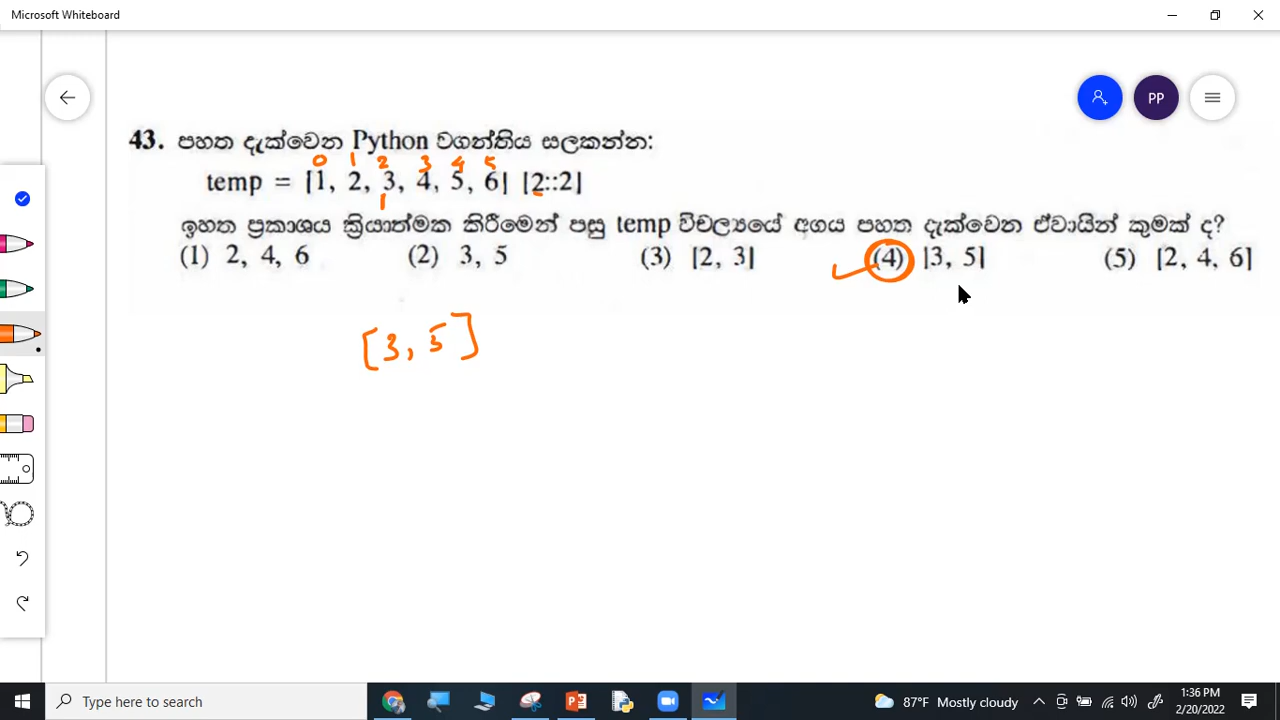 Microsoft Whiteboard
PP
43. පහත දැක්වෙන Python වගන්තිය සලකන්න:
0 1 2 3 4 5
temp = [1, 2, 3, 4, 5, 6] [2::2]
1
ඉහත ප්‍රකාශය ක්‍රියාත්මක කිරීමෙන් පසු temp විචල්‍යයේ අගය පහත දැක්වෙන ඒවායින් කුමක් ද?
(1) 2, 4, 6 (2) 3, 5 (3) [2, 3] (4) [3, 5] (5) [2, 4, 6]
[3, 5]
Type here to search
87°F Mostly cloudy
1:36 PM
2/20/2022